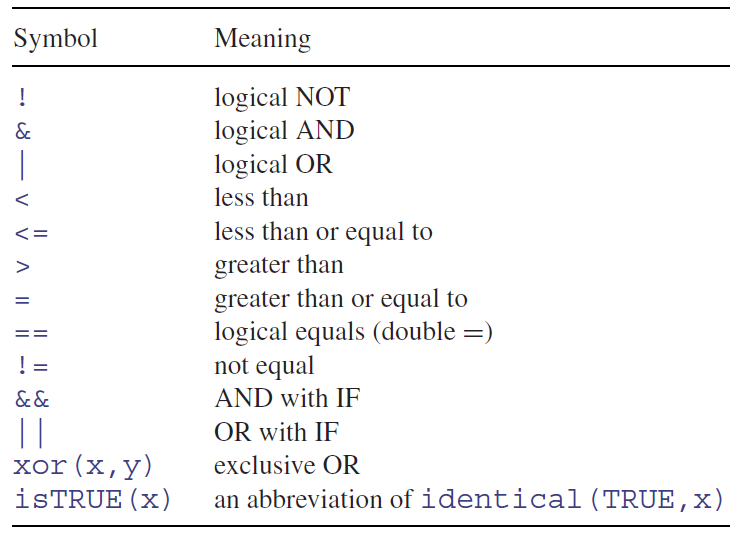 Symbol Meaning
! logical NOT
& logical AND
| logical OR
< less than
<= less than or equal to
> greater than
= greater than or equal to
== logical equals (double =)
!= not equal
&& AND with IF
|| OR with IF
xor(x,y) exclusive OR
isTRUE(x) an abbreviation of identical(TRUE,x)